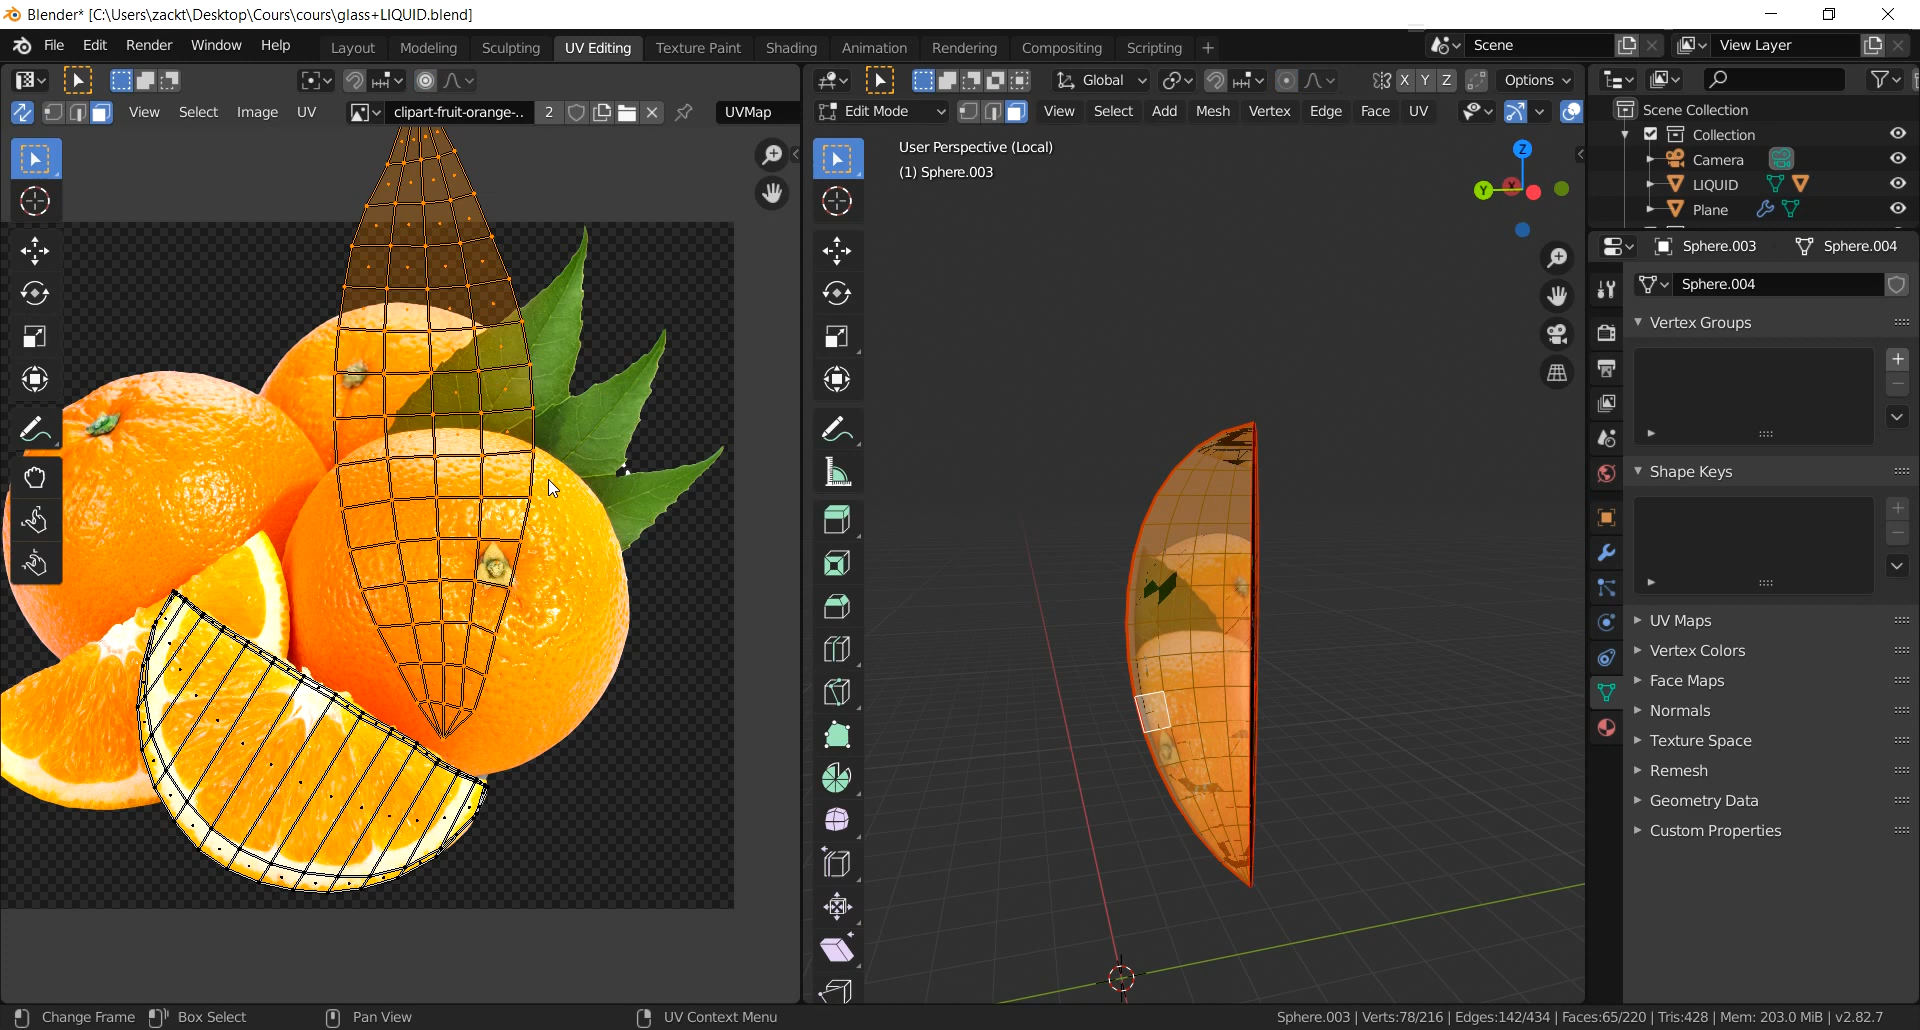 Blender* [C:\Users\zackt\Desktop\Cours\cours\glass+LIQUID.blend]
File Edit Render Window Help Layout Modeling Sculpting UV Editing Texture Paint Shading Animation Rendering Compositing Scripting + Scene View Layer
Global X Y Z Options
View Select Image UV clipart-fruit-orange-.. 2 UVMap Edit Mode View Select Add Mesh Vertex Edge Face UV
Scene Collection
Collection
Camera
LIQUID
Plane
User Perspective (Local)
(1) Sphere.003
Z
Y
X
Sphere.003 Sphere.004
Sphere.004
Vertex Groups
Shape Keys
UV Maps
Vertex Colors
Face Maps
Normals
Texture Space
Remesh
Geometry Data
Custom Properties
Change Frame Box Select Pan View UV Context Menu Sphere.003 | Verts:78/216 | Edges:142/434 | Faces:65/220 | Tris:428 | Mem: 203.0 MiB | v2.82.7